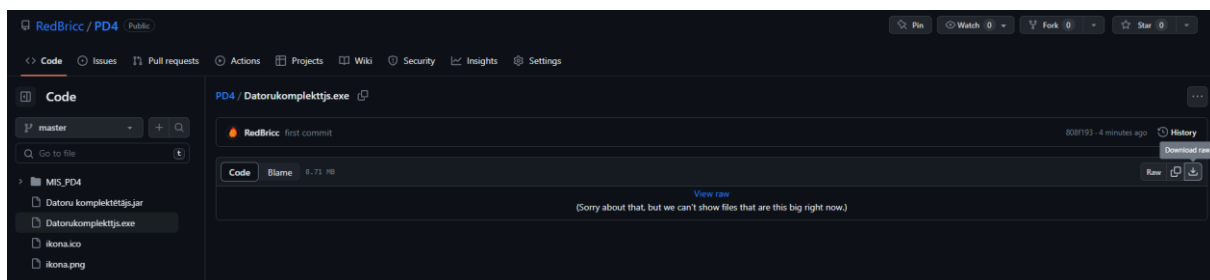 RedBricc / PD4 Public
Pin Watch 0 Fork 0 Star 0
<> Code Issues Pull requests Actions Projects Wiki Security Insights Settings
Code
master
Go to file t
MIS_PD4
Datoru komplektētājs.jar
Datorukomplekttjs.exe
ikona.ico
ikona.png
PD4 / Datorukomplekttjs.exe
RedBricc first commit
808f193 · 4 minutes ago History
Download raw
Code Blame 8.71 MB
Raw
View raw
(Sorry about that, but we can't show files that are this big right now.)